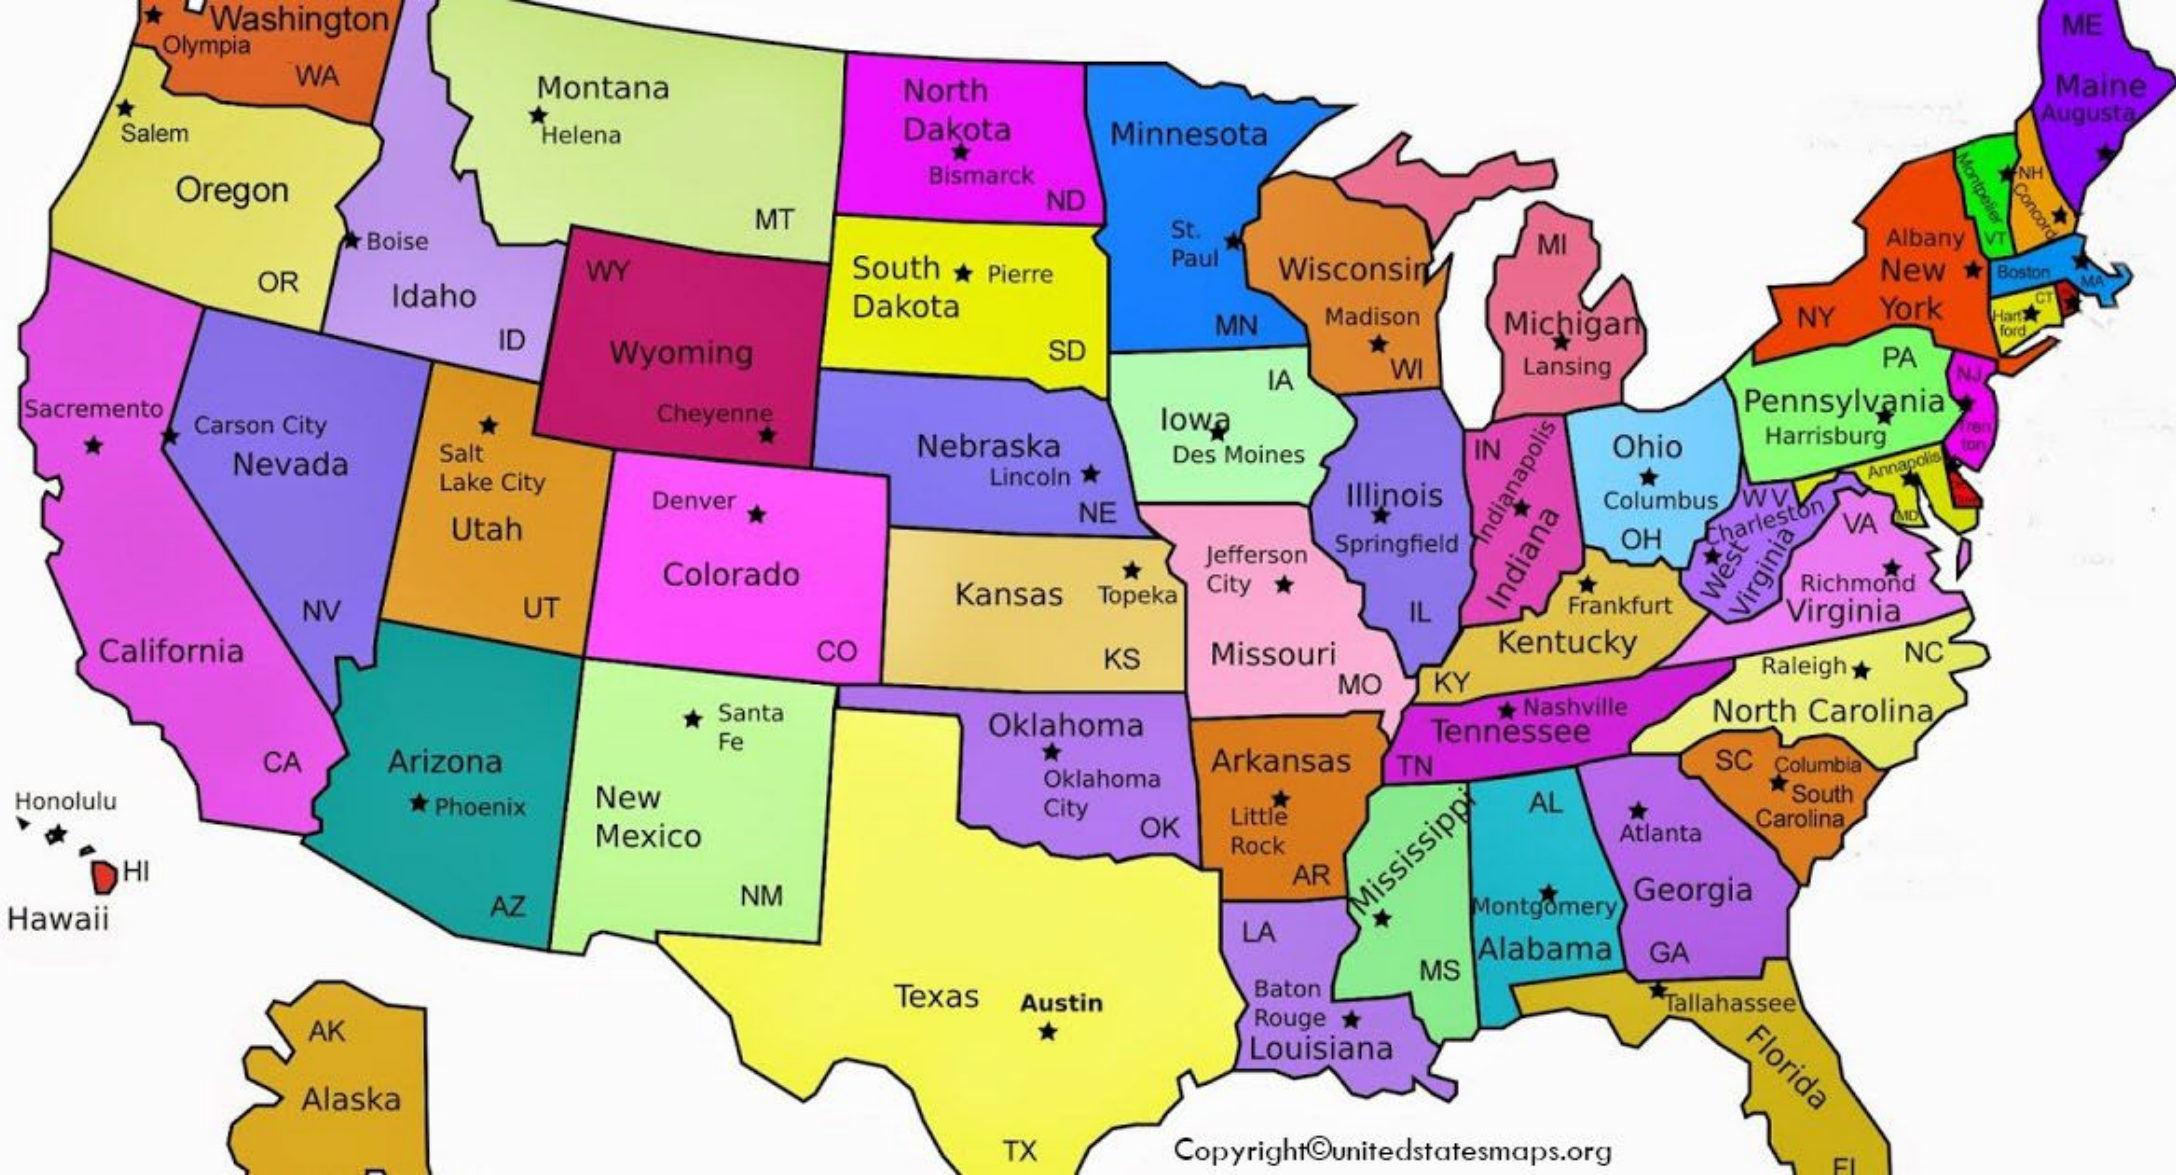 Washington
Olympia
WA
Salem
Oregon
OR
Boise
Idaho
ID
Montana
Helena
MT
North
Dakota
Bismarck
ND
Minnesota
St.
Paul
MN
South
Dakota
Pierre
SD
WY
Wyoming
Cheyenne
Wisconsin
Madison
WI
MI
Michigan
Lansing
ME
Maine
Augusta
Montpelier
VT
NH
Concord
Albany
New
York
NY
Boston
MA
CT
Hart
ford
PA
Pennsylvania
Harrisburg
NJ
Tren
ton
Sacremento
California
CA
Carson City
Nevada
NV
Salt
Lake City
Utah
UT
Denver
Colorado
CO
Nebraska
Lincoln
NE
IA
Iowa
Des Moines
Kansas
Topeka
KS
Jefferson
City
Missouri
MO
Illinois
Springfield
IL
IN
Indianapolis
Indiana
Ohio
Columbus
OH
WV
Charleston
West
Virginia
Annapolis
MD
VA
Richmond
Virginia
Frankfurt
Kentucky
KY
Nashville
Tennessee
TN
Raleigh
NC
North Carolina
SC
Columbia
South
Carolina
Arizona
Phoenix
AZ
Santa
Fe
New
Mexico
NM
Oklahoma
Oklahoma
City
OK
Arkansas
Little
Rock
AR
Mississippi
MS
AL
Montgomery
Alabama
Atlanta
Georgia
GA
LA
Baton
Rouge
Louisiana
Texas
Austin
TX
Tallahassee
Florida
FL
Honolulu
HI
Hawaii
AK
Alaska
Copyright©unitedstatesmaps.org